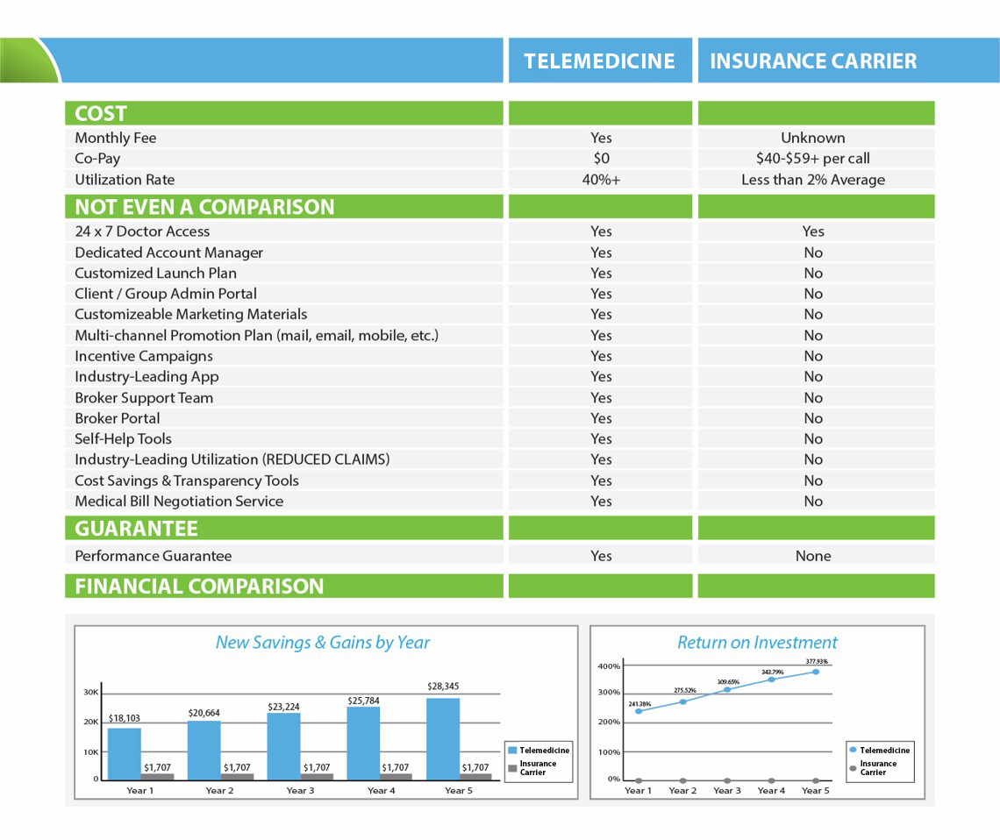 TELEMEDICINE INSURANCE CARRIER
COST
Monthly Fee Yes Unknown
Co-Pay $0 $40-$59+ per call
Utilization Rate 40%+ Less than 2% Average
NOT EVEN A COMPARISON
24 x 7 Doctor Access Yes Yes
Dedicated Account Manager Yes No
Customized Launch Plan Yes No
Client / Group Admin Portal Yes No
Customizeable Marketing Materials Yes No
Multi-channel Promotion Plan (mail, email, mobile, etc.) Yes No
Incentive Campaigns Yes No
Industry-Leading App Yes No
Broker Support Team Yes No
Broker Portal Yes No
Self-Help Tools Yes No
Industry-Leading Utilization (REDUCED CLAIMS) Yes No
Cost Savings & Transparency Tools Yes No
Medical Bill Negotiation Service Yes No
GUARANTEE
Performance Guarantee Yes None
FINANCIAL COMPARISON
New Savings & Gains by Year
30K
20K
10K
0
$18,103 $20,664 $23,224 $25,784 $28,345
$1,707 $1,707 $1,707 $1,707 $1,707
Year 1 Year 2 Year 3 Year 4 Year 5
Telemedicine
Insurance
Carrier
Return on Investment
400%
300%
200%
100%
0%
241.28% 275.52% 309.65% 343.79% 377.93%
Year 1 Year 2 Year 3 Year 4 Year 5
Telemedicine
Insurance
Carrier